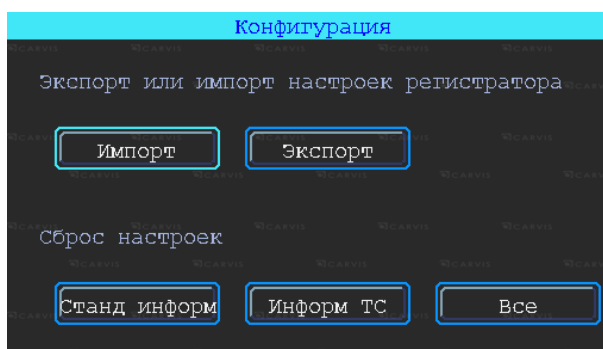 Конфигурация
Экспорт или импорт настроек регистратора
Импорт Экспорт
Сброс настроек
Станд информ Информ ТС Все